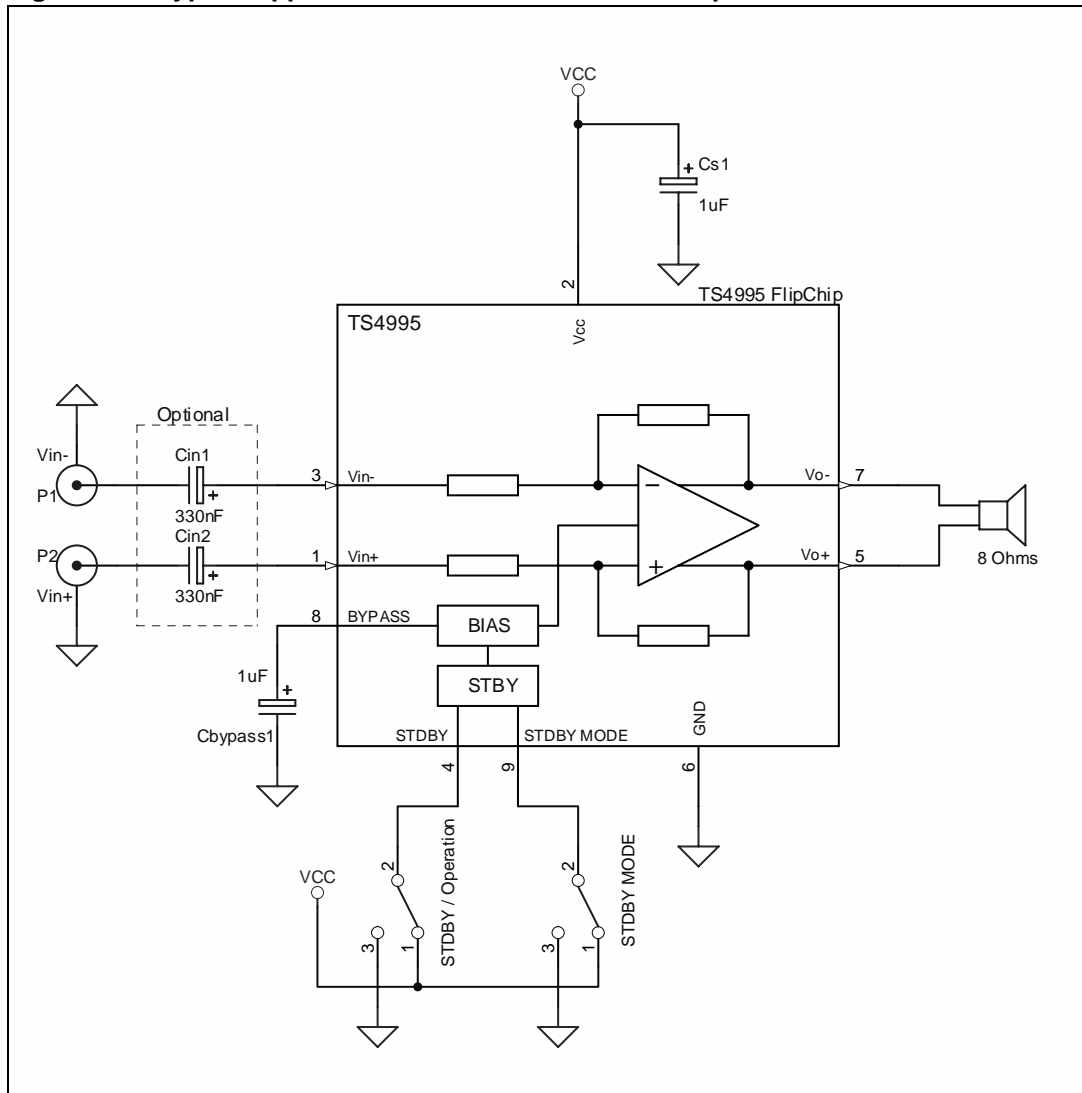 VCC
Cs1
+
1uF
2
TS4995 FlipChip
TS4995
Vcc
Optional
Vin-
Cin1
3
Vin-
Vo-
7
P1
+
330nF
−
P2
Cin2
1
Vin+
+
Vo+
5
8 Ohms
Vin+
+
330nF
8
BYPASS
BIAS
1uF
+
STBY
Cbypass1
STDBY
STDBY MODE
GND
4
9
6
VCC
2
STDBY / Operation
2
STDBY MODE
3
1
3
1